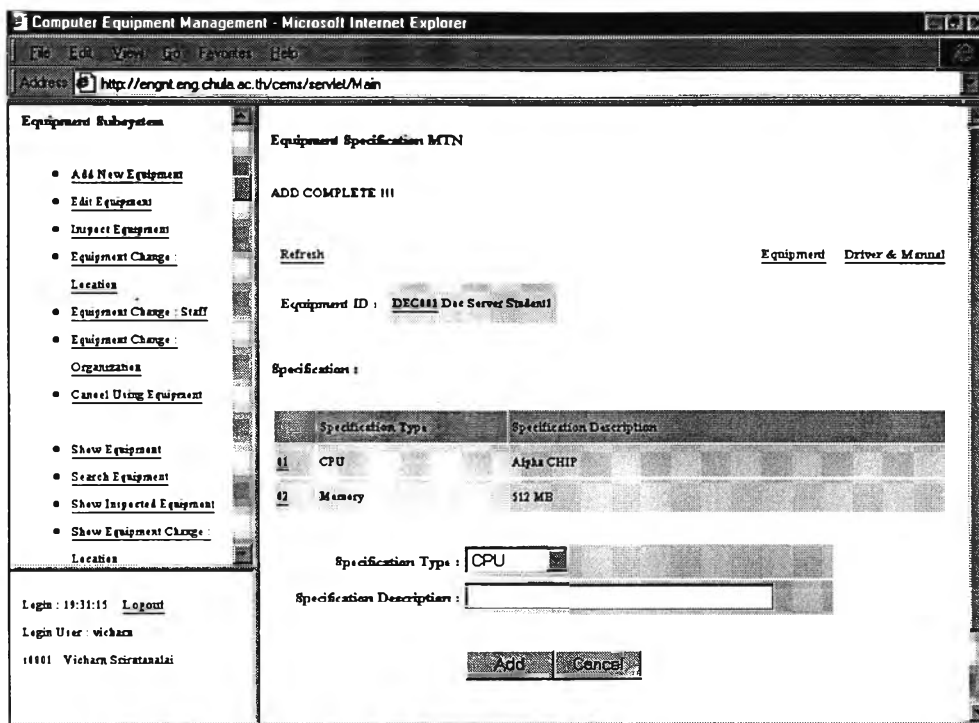 Computer Equipment Management - Microsoft Internet Explorer
File Edit View Go Favorites Help
Address http://engnt.eng.chula.ac.th/cems/servlet/Main
Equipment Subsystem
Add New Equipment
Edit Equipment
Inspect Equipment
Equipment Change :
Location
Equipment Change : Staff
Equipment Change :
Organization
Cancel Using Equipment
Show Equipment
Search Equipment
Show Inspected Equipment
Show Equipment Change :
Location
Login : 19:31:15 Logout
Login User : vicharn
t0001 Vicharn Sriratanalai
Equipment Specification MTN
ADD COMPLETE !!!
Refresh Equipment Driver & Manual
Equipment ID : DEC001 Dec Server Student1
Specification :
Specification Type Specification Description
01 CPU Alpha CHIP
02 Memory 512 MB
Specification Type : CPU
Specification Description :
Add Cancel